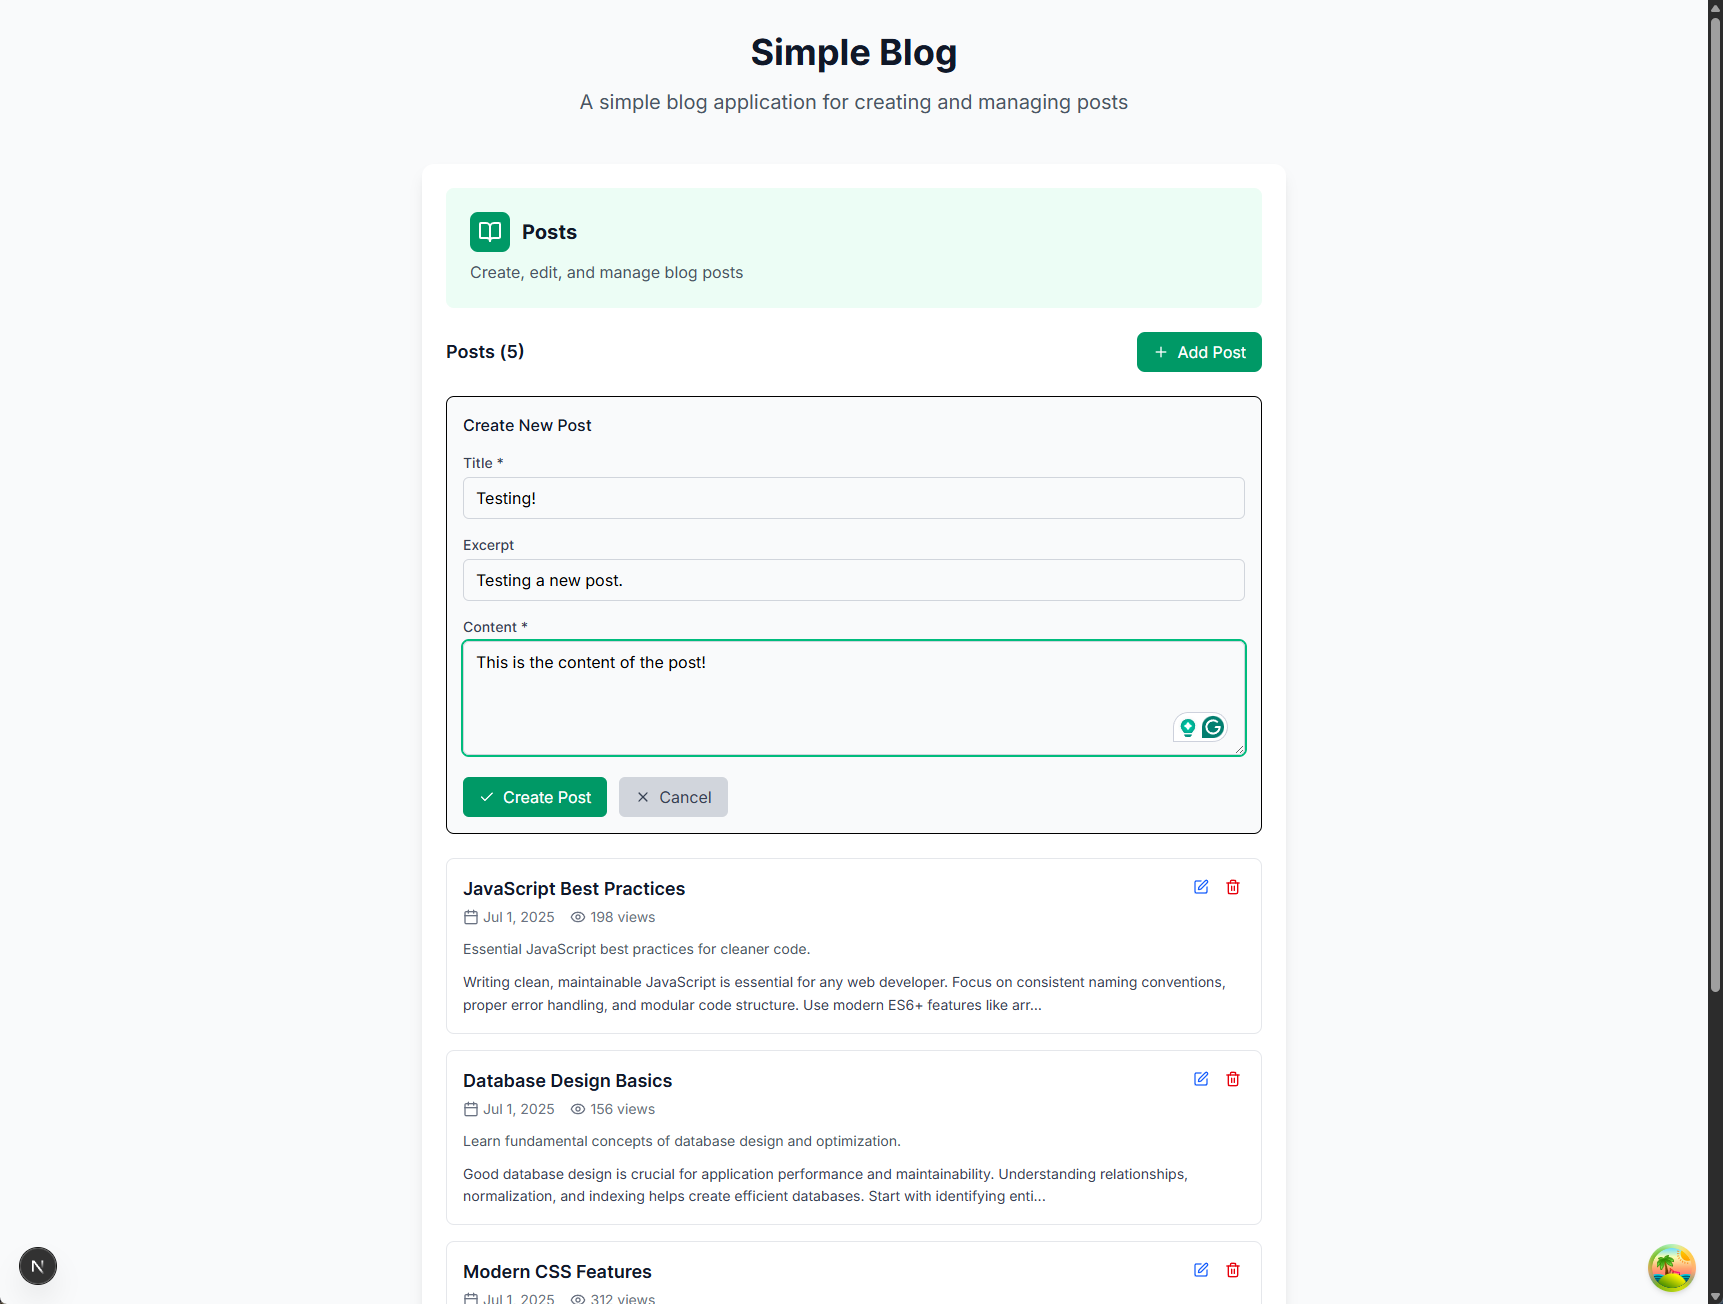 Simple Blog
A simple blog application for creating and managing posts
Posts
Create, edit, and manage blog posts
Posts (5)
+ Add Post
Create New Post
Title *
Testing!
Excerpt
Testing a new post.
Content *
This is the content of the post!
Create Post
Cancel
JavaScript Best Practices
Jul 1, 2025 198 views
Essential JavaScript best practices for cleaner code.
Writing clean, maintainable JavaScript is essential for any web developer. Focus on consistent naming conventions,
proper error handling, and modular code structure. Use modern ES6+ features like arr...
Database Design Basics
Jul 1, 2025 156 views
Learn fundamental concepts of database design and optimization.
Good database design is crucial for application performance and maintainability. Understanding relationships,
normalization, and indexing helps create efficient databases. Start with identifying enti...
Modern CSS Features
Jul 1, 2025 312 views
N